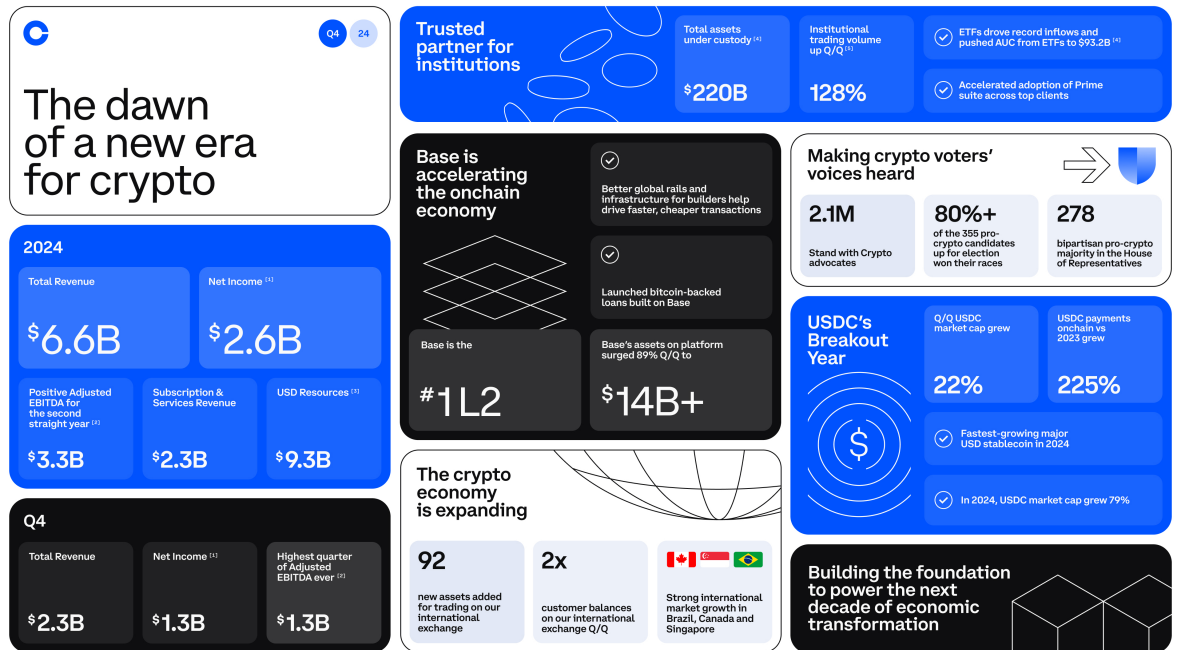 Q4
24
The dawn
of a new era
for crypto
2024
Total Revenue
$6.6B
Net Income [1]
$2.6B
Positive Adjusted
EBITDA for
the second
straight year [2]
$3.3B
Subscription &
Services Revenue
$2.3B
USD Resources [3]
$9.3B
Q4
Total Revenue
$2.3B
Net Income [1]
$1.3B
Highest quarter
of Adjusted
EBITDA ever [2]
$1.3B
Trusted
partner for
institutions
Total assets
under custody [4]
$220B
Institutional
trading volume
up Q/Q [5]
128%
ETFs drove record inflows and
pushed AUC from ETFs to $93.2B [4]
Accelerated adoption of Prime
suite across top clients
Base is
accelerating
the onchain
economy
Better global rails and
infrastructure for builders help
drive faster, cheaper transactions
Launched bitcoin-backed
loans built on Base
Base is the
#1 L2
Base's assets on platform
surged 89% Q/Q to
$14B+
The crypto
economy
is expanding
92
new assets added
for trading on our
international
exchange
2x
customer balances
on our international
exchange Q/Q
Strong international
market growth in
Brazil, Canada and
Singapore
Making crypto voters'
voices heard
2.1M
Stand with Crypto
advocates
80%+
of the 355 pro-
crypto candidates
up for election
won their races
278
bipartisan pro-crypto
majority in the House
of Representatives
USDC's
Breakout
Year
$
Q/Q USDC
market cap grew
22%
USDC payments
onchain vs
2023 grew
225%
Fastest-growing major
USD stablecoin in 2024
In 2024, USDC market cap grew 79%
Building the foundation
to power the next
decade of economic
transformation